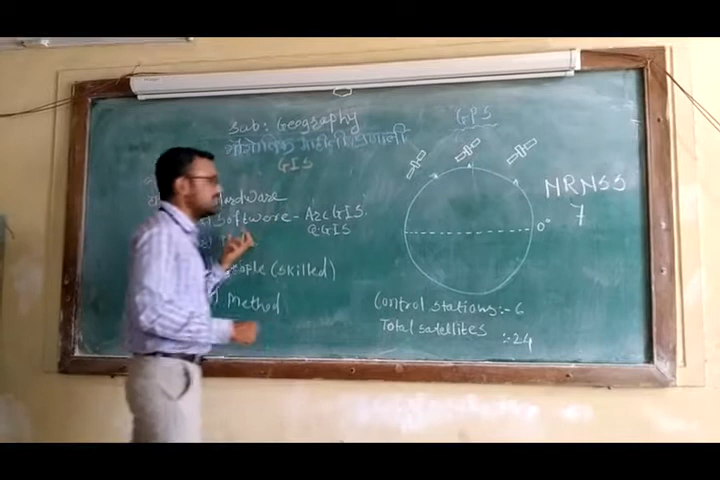 Sub: Geography
भौगोलिक माहिती प्रणाली
GIS
Hardware
Software - ArcGIS.
QGIS
People (skilled)
Method
GPS
0°
NRNSS
7
Control Stations:- 6
Total satellites :- 24